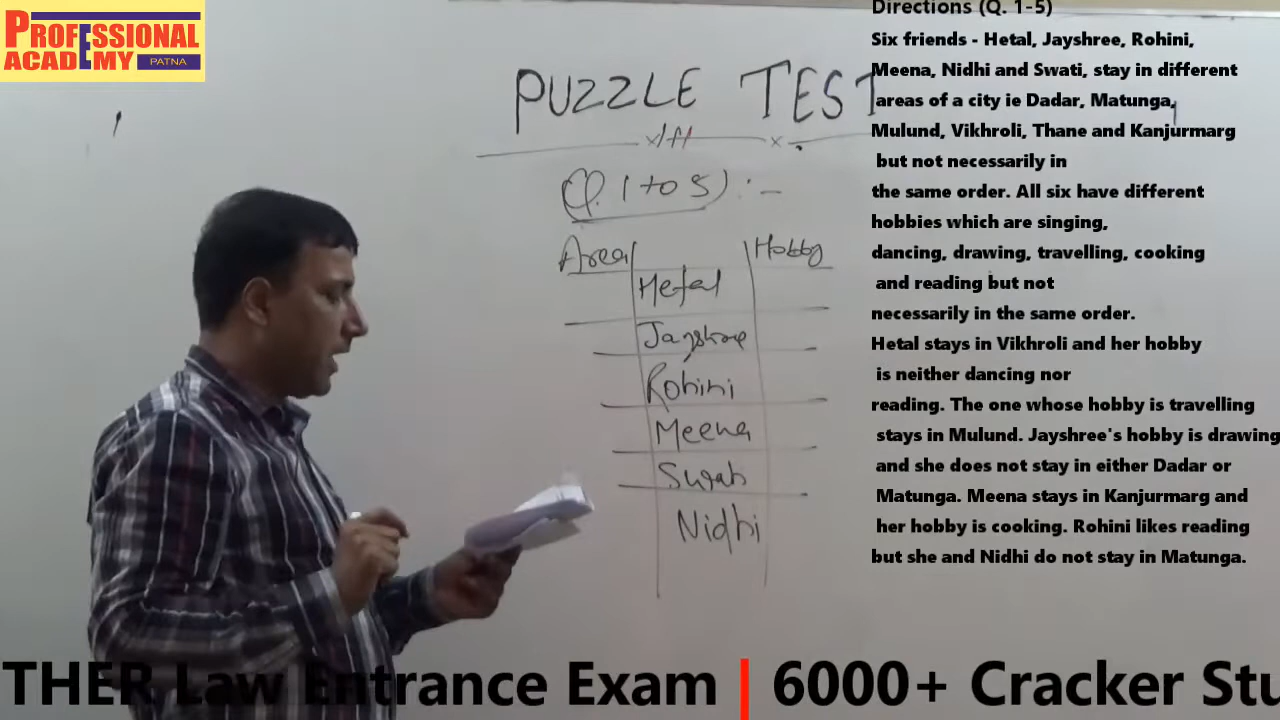 PROFESSIONAL
ACADEMY PATNA
PUZZLE TEST
(Q. 1 to 5) :-
Area Hobby
Hetal
Jayshree
Rohini
Meena
Swati
Nidhi
Directions (Q. 1-5)
Six friends - Hetal, Jayshree, Rohini,
Meena, Nidhi and Swati, stay in different
areas of a city ie Dadar, Matunga,
Mulund, Vikhroli, Thane and Kanjurmarg
but not necessarily in
the same order. All six have different
hobbies which are singing,
dancing, drawing, travelling, cooking
and reading but not
necessarily in the same order.
Hetal stays in Vikhroli and her hobby
is neither dancing nor
reading. The one whose hobby is travelling
stays in Mulund. Jayshree's hobby is drawing
and she does not stay in either Dadar or
Matunga. Meena stays in Kanjurmarg and
her hobby is cooking. Rohini likes reading
but she and Nidhi do not stay in Matunga.
THER Law Entrance Exam | 6000+ Cracker Stu